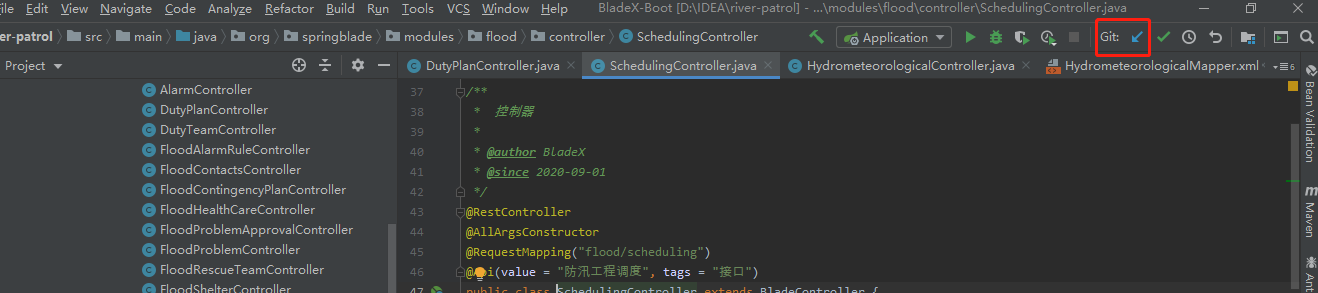 File Edit View Navigate Code Analyze Refactor Build Run Tools VCS Window Help BladeX-Boot [D:\IDEA\river-patrol] - ...\modules\flood\controller\SchedulingController.java
er-patrol src main java org springblade modules flood controller SchedulingController Application Git:
Project DutyPlanController.java SchedulingController.java HydrometeorologicalController.java HydrometeorologicalMapper.xml 6
AlarmController
DutyPlanController
DutyTeamController
FloodAlarmRuleController
FloodContactsController
FloodContingencyPlanController
FloodHealthCareController
FloodProblemApprovalController
FloodProblemController
FloodRescueTeamController
FloodShelterController
37 /**
38 * 控制器
39 *
40 * @author BladeX
41 * @since 2020-09-01
42 */
43 @RestController
44 @AllArgsConstructor
45 @RequestMapping("flood/scheduling")
46 @Api(value = "防汛工程调度", tags = "接口")
47 public class SchedulingController extends BladeController {
Bean Validation
m Maven
Ant